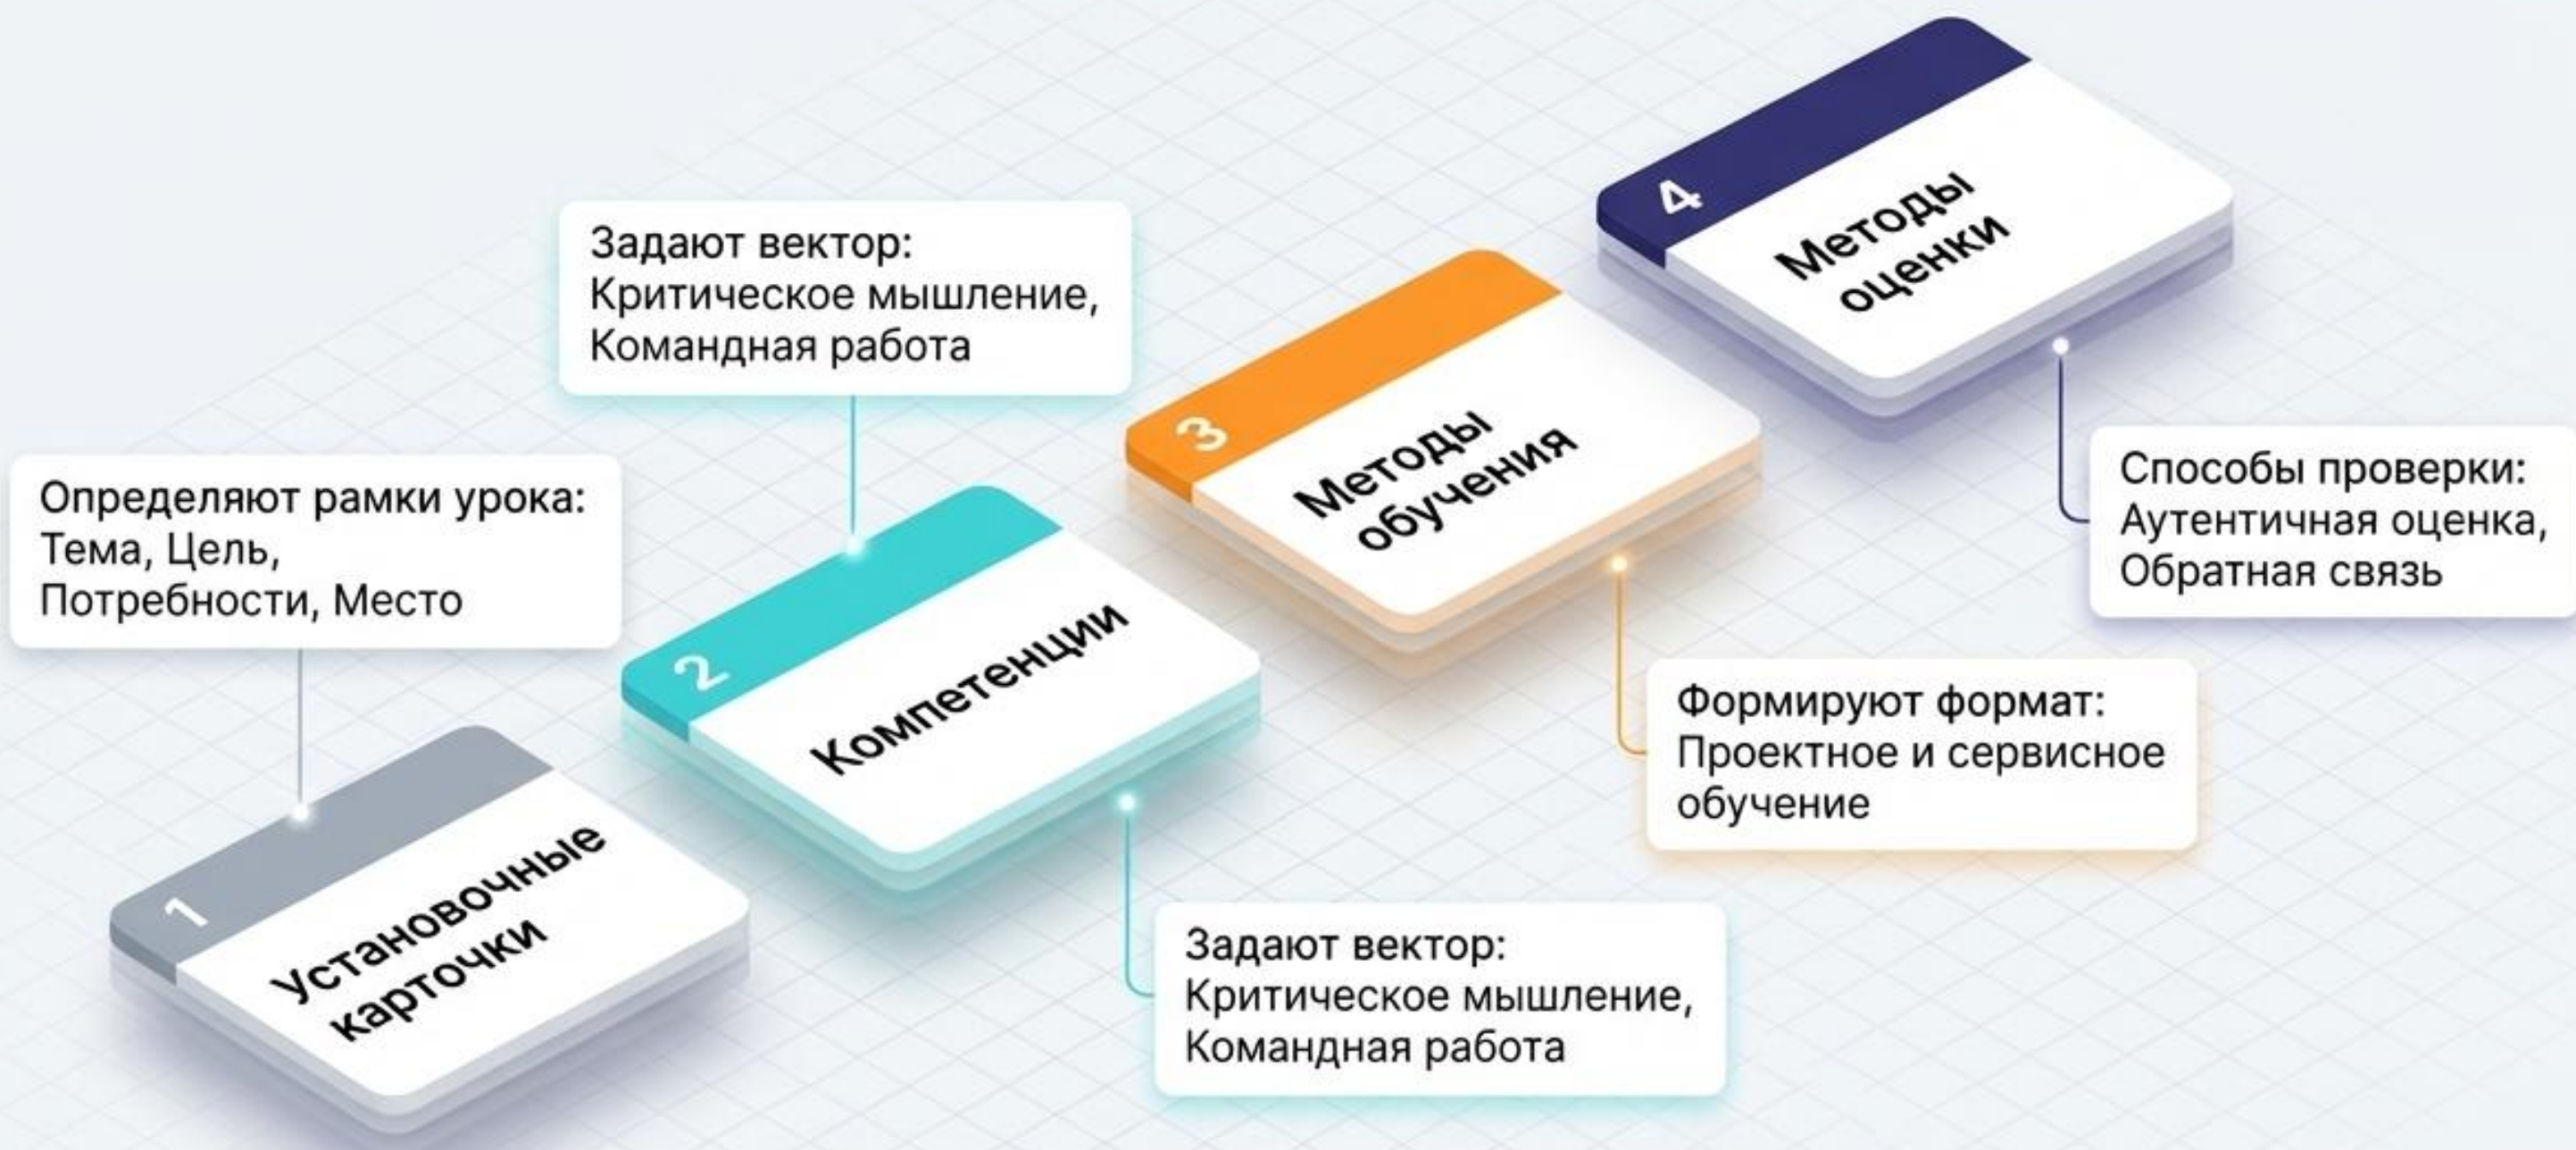 1
Установочные
карточки
Определяют рамки урока:
Тема, Цель,
Потребности, Место
2
Компетенции
Задают вектор:
Критическое мышление,
Командная работа
Задают вектор:
Критическое мышление,
Командная работа
3
Методы
обучения
Формируют формат:
Проектное и сервисное
обучение
4
Методы
оценки
Способы проверки:
Аутентичная оценка,
Обратная связь